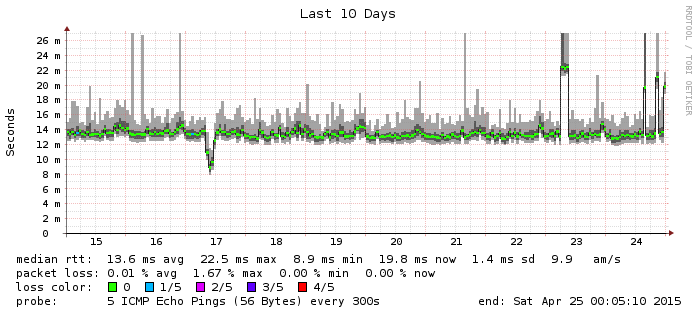 Last 10 Days
RRDTOOL / TOBI OETIKER
Seconds
26 m
24 m
22 m
20 m
18 m
16 m
14 m
12 m
10 m
8 m
6 m
4 m
2 m
0
15 16 17 18 19 20 21 22 23 24
median rtt: 13.6 ms avg 22.5 ms max 8.9 ms min 19.8 ms now 1.4 ms sd 9.9 am/s
packet loss: 0.01 % avg 1.67 % max 0.00 % min 0.00 % now
loss color: 0 1/5 2/5 3/5 4/5
probe: 5 ICMP Echo Pings (56 Bytes) every 300s end: Sat Apr 25 00:05:10 2015